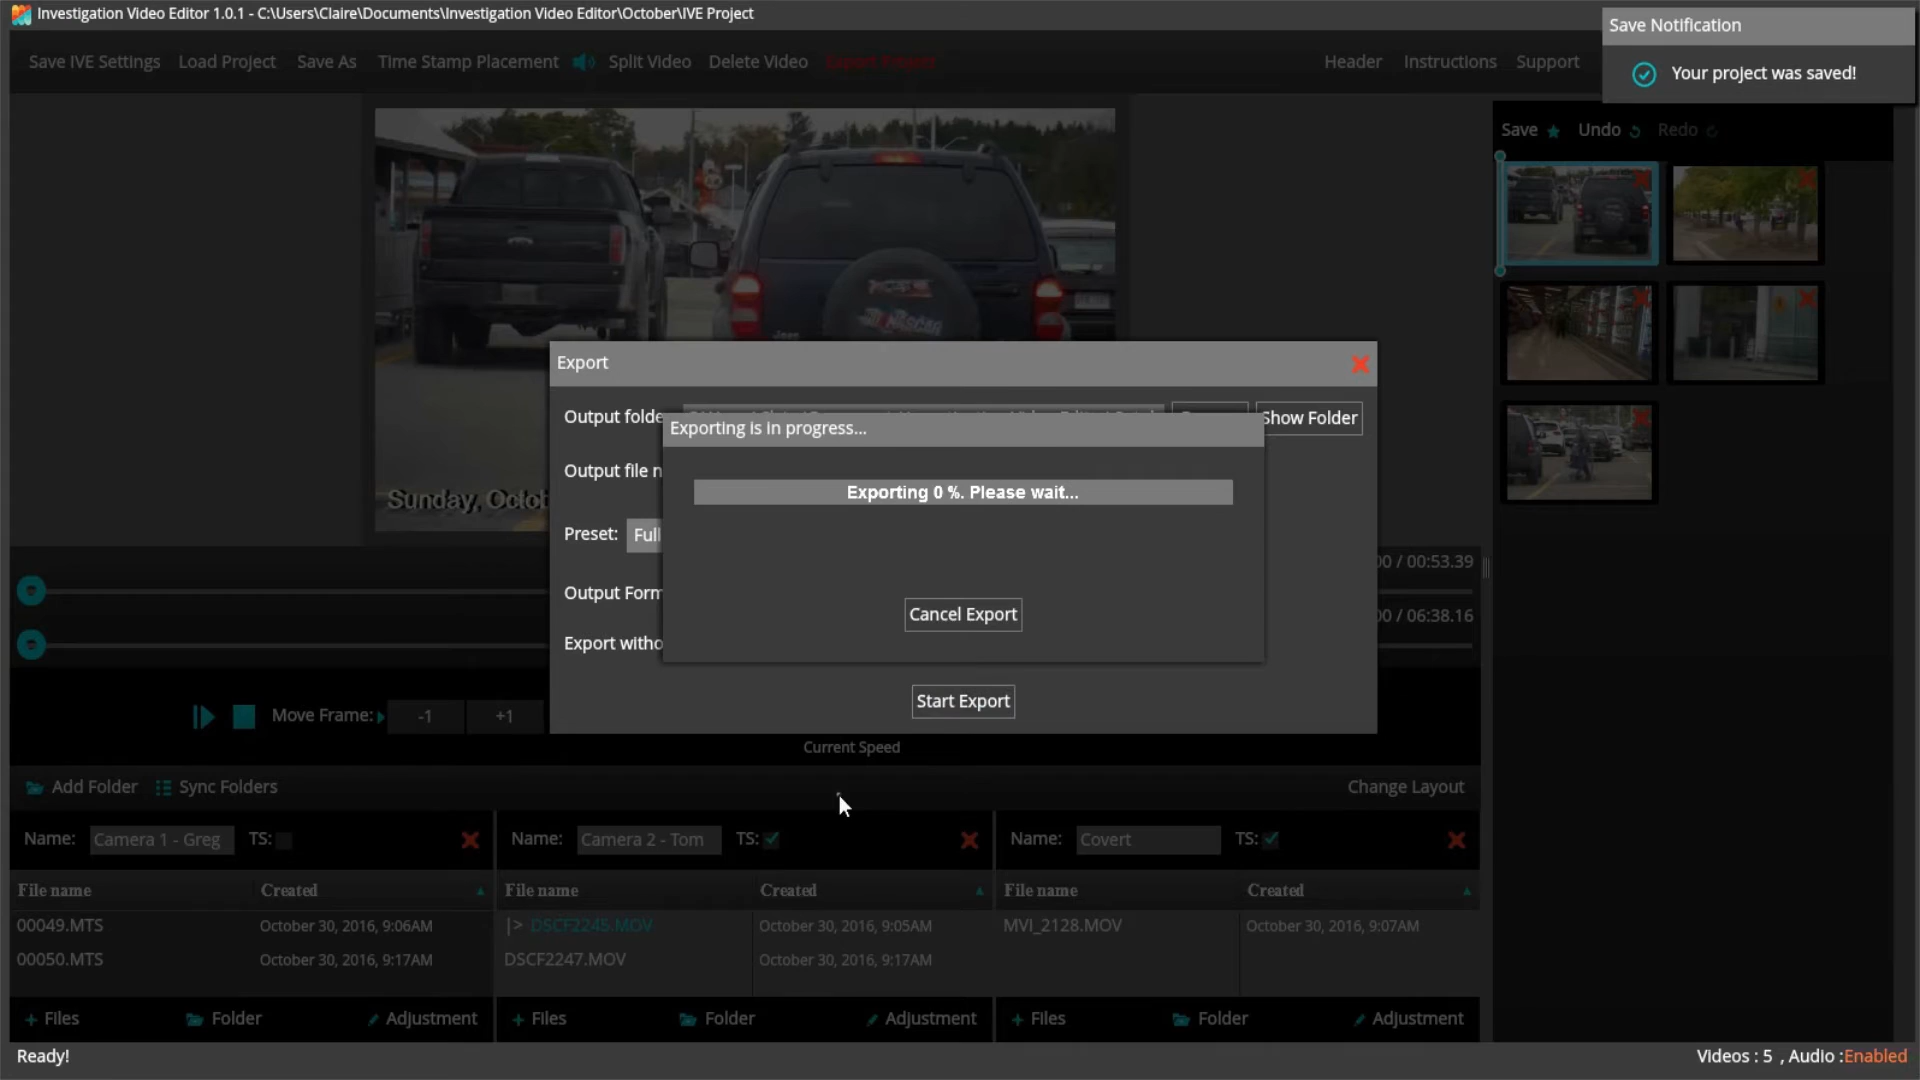 Investigation Video Editor 1.0.1 - C:\Users\Claire\Documents\Investigation Video Editor\October\IVE Project
Save Notification
Your project was saved!
Save IVE Settings Load Project Save As Time Stamp Placement Split Video Delete Video Export Project
Header Instructions Support
Save Undo Redo
Sunday, Octob
Export
Output folde
Show Folder
Exporting is in progress...
Output file n
Exporting 0 %. Please wait...
Preset: Full
Output Form
Export witho
Cancel Export
Start Export
00 / 00:53.39
00 / 06:38.16
Move Frame: -1 +1
Current Speed
Add Folder Sync Folders
Change Layout
Name: Camera 1 - Greg TS:
Name: Camera 2 - Tom TS:
Name: Covert TS:
File name Created
File name Created
File name Created
00049.MTS October 30, 2016, 9:06AM
|> DSCF2245.MOV October 30, 2016, 9:05AM
MVI_2128.MOV October 30, 2016, 9:07AM
00050.MTS October 30, 2016, 9:17AM
DSCF2247.MOV October 30, 2016, 9:17AM
+ Files Folder Adjustment
+ Files Folder Adjustment
+ Files Folder Adjustment
Ready!
Videos : 5 , Audio :Enabled